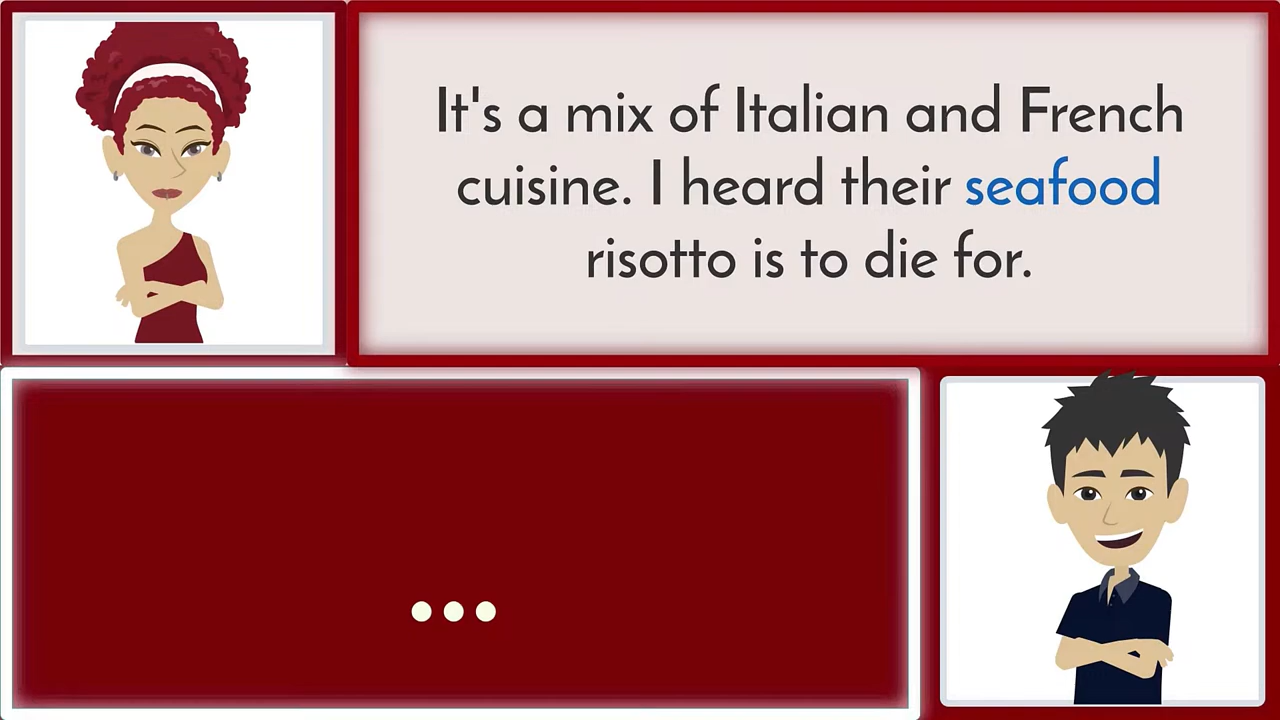 It's a mix of Italian and French
cuisine. I heard their seafood
risotto is to die for.
...